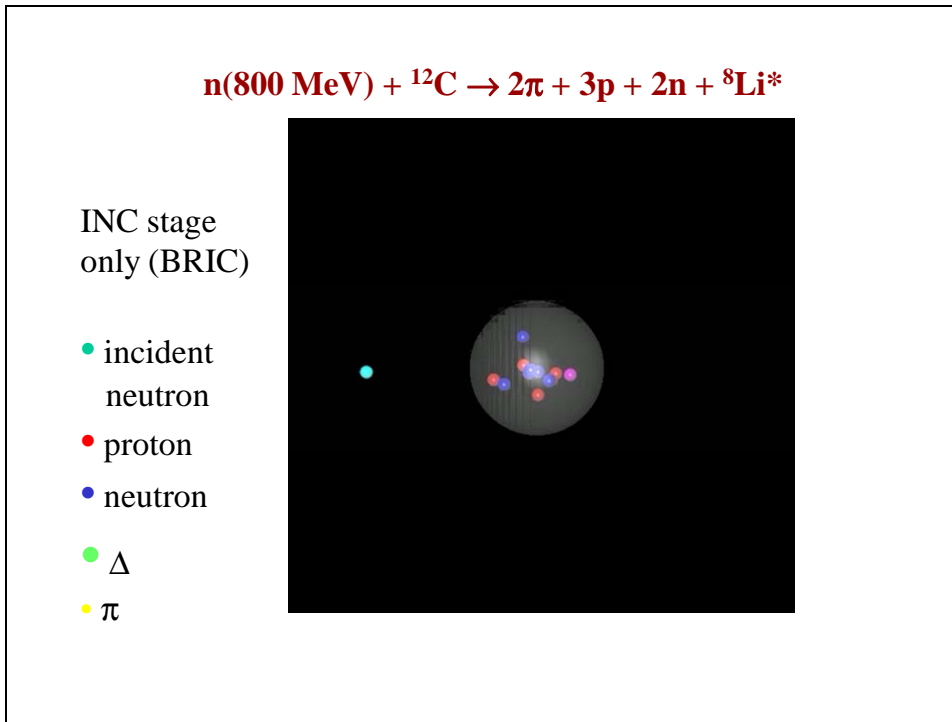 n(800 MeV) + ¹²C → 2π + 3p + 2n + ⁸Li*
INC stage
only (BRIC)
• incident
neutron
• proton
• neutron
• Δ
• π